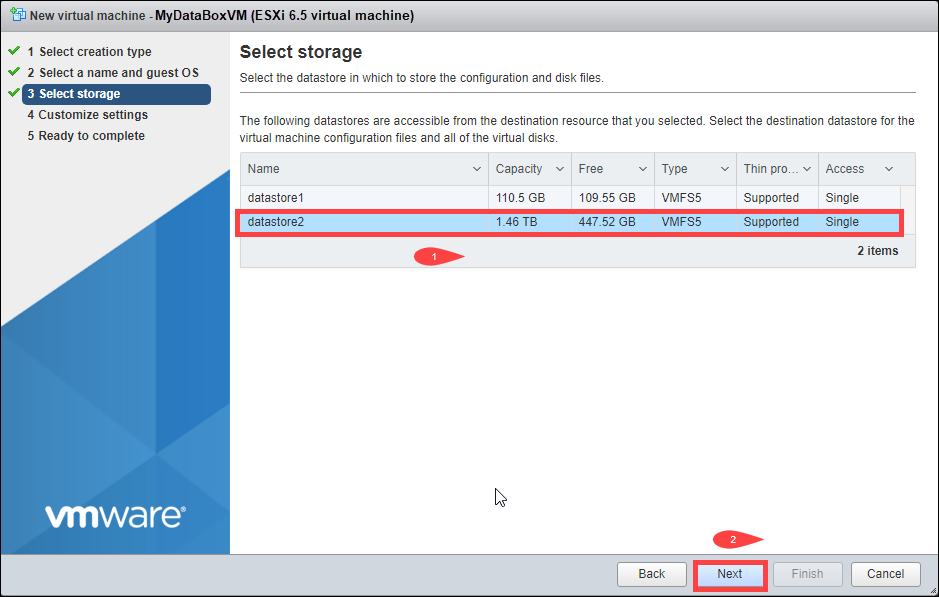 New virtual machine - MyDataBoxVM (ESXi 6.5 virtual machine)
1 Select creation type
2 Select a name and guest OS
3 Select storage
4 Customize settings
5 Ready to complete
vmware®
Select storage
Select the datastore in which to store the configuration and disk files.
The following datastores are accessible from the destination resource that you selected. Select the destination datastore for the
virtual machine configuration files and all of the virtual disks.
Name Capacity Free Type Thin pro... Access
datastore1 110.5 GB 109.55 GB VMFS5 Supported Single
datastore2 1.46 TB 447.52 GB VMFS5 Supported Single
2 items
1
2
Back Next Finish Cancel